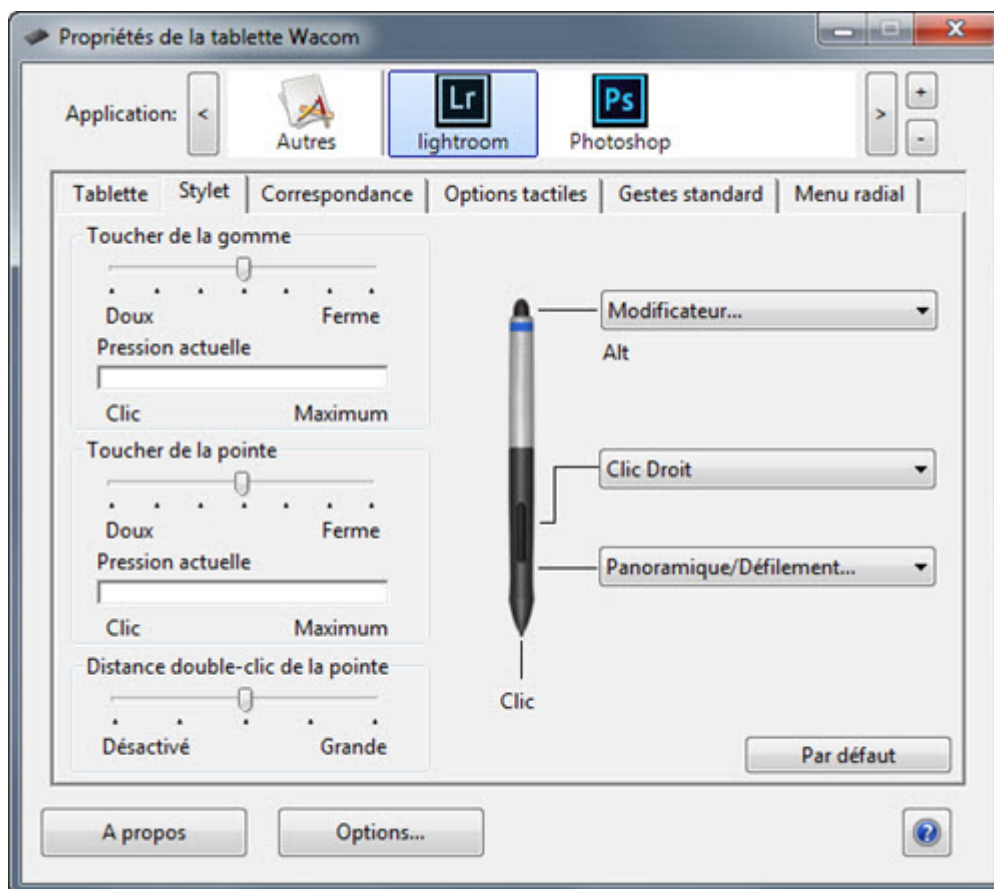 Propriétés de la tablette Wacom
Application: < Lr Ps > +
Autres lightroom Photoshop -
Tablette Stylet Correspondance Options tactiles Gestes standard Menu radial
Toucher de la gomme
Doux Ferme
Pression actuelle
Clic Maximum
Toucher de la pointe
Doux Ferme
Pression actuelle
Clic Maximum
Distance double-clic de la pointe
Désactivé Grande
Modificateur...
Alt
Clic Droit
Panoramique/Défilement...
Clic
Par défaut
A propos Options... ?